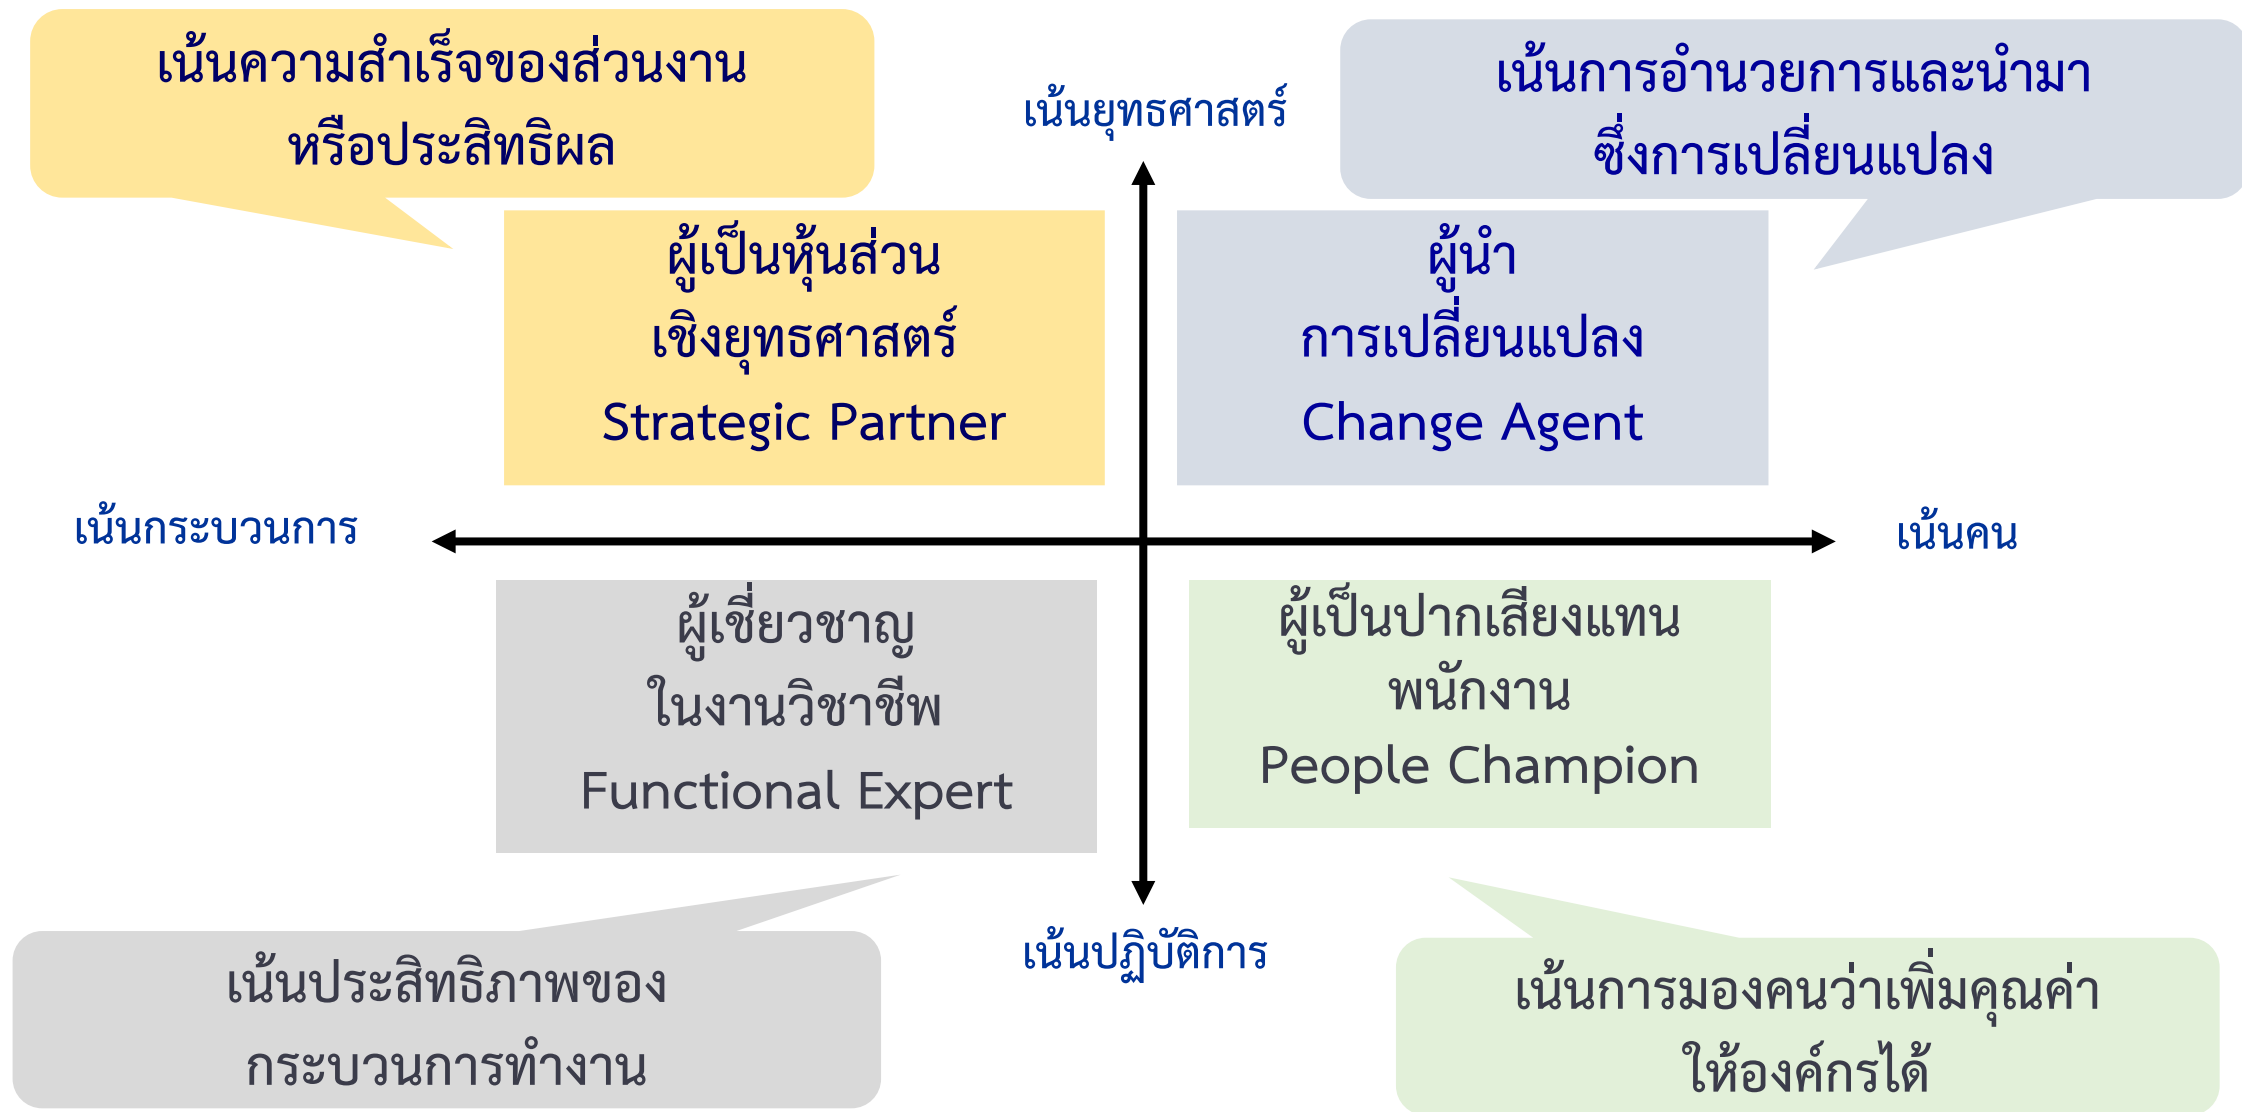 เน้นความสำเร็จของส่วนงาน
หรือประสิทธิผล
เน้นยุทธศาสตร์
เน้นการอำนวยการและนำมา
ซึ่งการเปลี่ยนแปลง
ผู้เป็นหุ้นส่วน
เชิงยุทธศาสตร์
Strategic Partner
ผู้นำ
การเปลี่ยนแปลง
Change Agent
เน้นกระบวนการ
เน้นคน
ผู้เชี่ยวชาญ
ในงานวิชาชีพ
Functional Expert
ผู้เป็นปากเสียงแทน
พนักงาน
People Champion
เน้นปฏิบัติการ
เน้นประสิทธิภาพของ
กระบวนการทำงาน
เน้นการมองคนว่าเพิ่มคุณค่า
ให้องค์กรได้